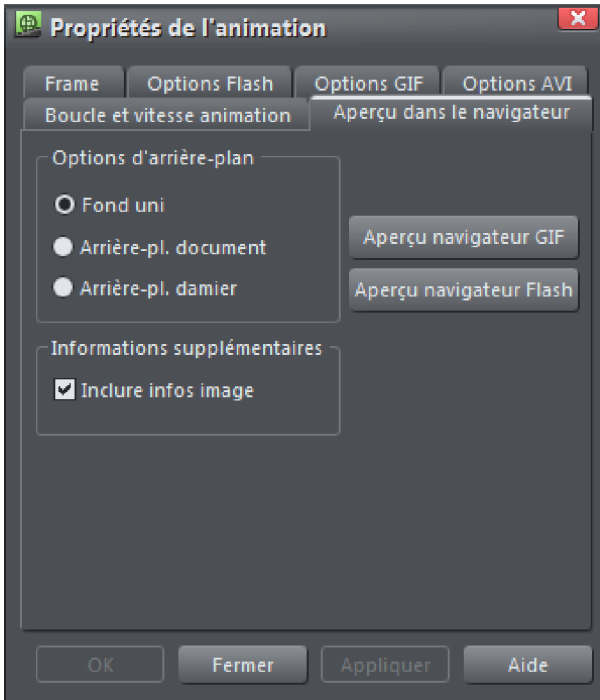 Propriétés de l'animation
Frame
Options Flash
Options GIF
Options AVI
Boucle et vitesse animation
Aperçu dans le navigateur
Options d'arrière-plan
Fond uni
Arrière-pl. document
Arrière-pl. damier
Aperçu navigateur GIF
Aperçu navigateur Flash
Informations supplémentaires
Inclure infos image
OK
Fermer
Appliquer
Aide